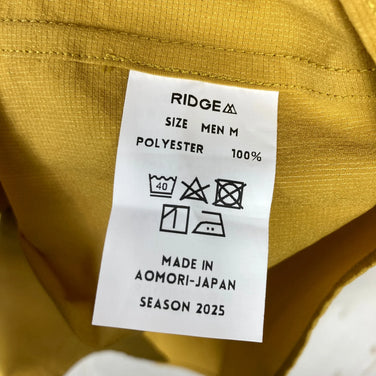 RIDGE
SIZE MEN M
POLYESTER 100%
40
MADE IN
AOMORI-JAPAN
SEASON 2025